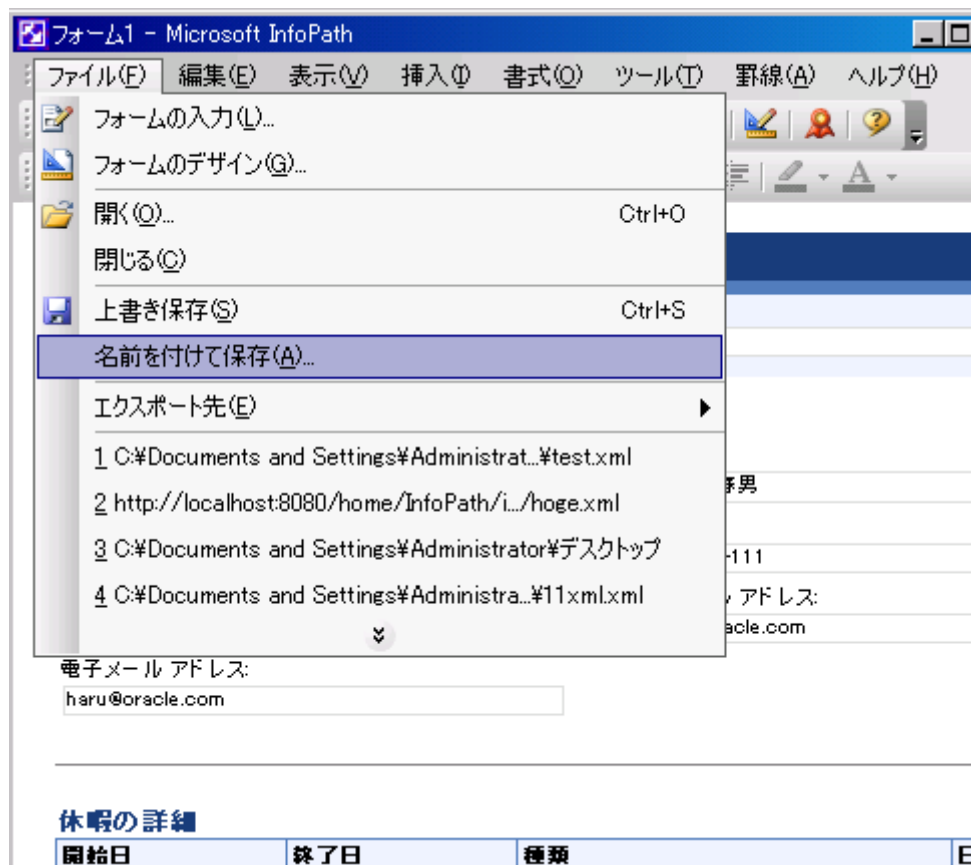 フォーム1 - Microsoft InfoPath
ファイル(F) 編集(E) 表示(V) 挿入(I) 書式(O) ツール(T) 罫線(A) ヘルプ(H)
フォームの入力(L)...
フォームのデザイン(G)...
開く(O)... Ctrl+O
閉じる(C)
上書き保存(S) Ctrl+S
名前を付けて保存(A)...
エクスポート先(E)
1 C:¥Documents and Settings¥Administrat...¥test.xml
2 http://localhost:8080/home/InfoPath/i.../hoge.xml
男
3 C:¥Documents and Settings¥Administrator¥デスクトップ
-111
4 C:¥Documents and Settings¥Administra...¥11xml.xml
アドレス:
acle.com
電子メール アドレス:
haru@oracle.com
休暇の詳細
開始日 終了日 種類